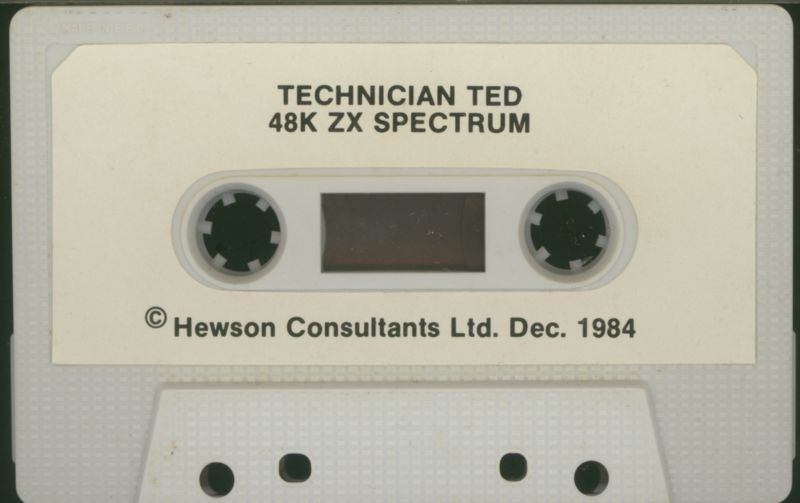 TECHNICIAN TED
48K ZX SPECTRUM
© Hewson Consultants Ltd. Dec. 1984